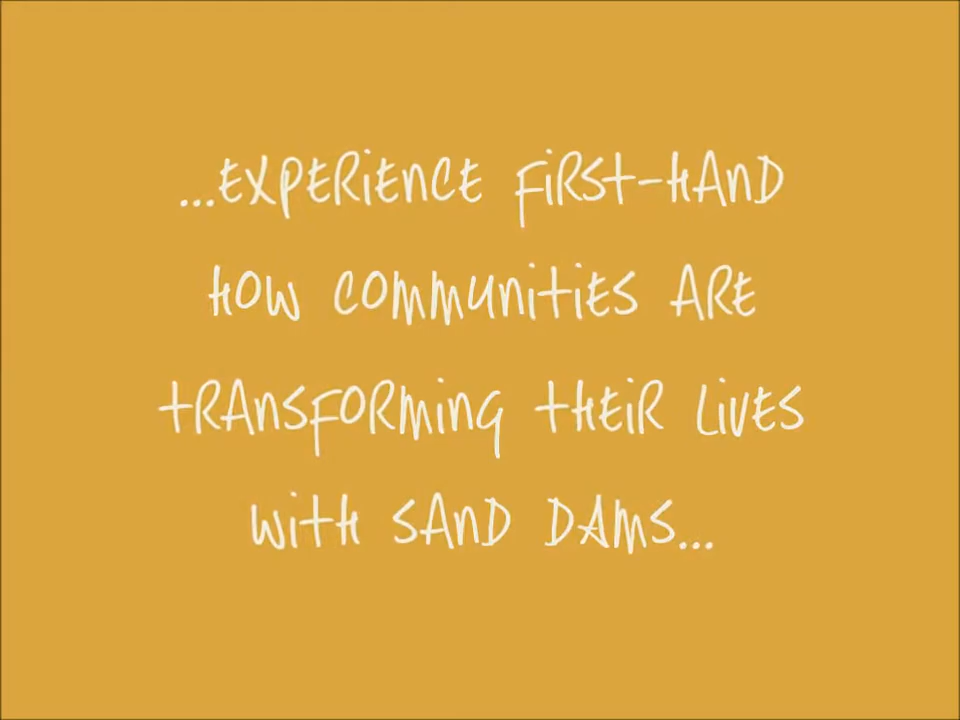 ...EXPERIENCE FIRST-HAND
HOW COMMUNITIES ARE
TRANSFORMING THEIR LIVES
WITH SAND DAMS...